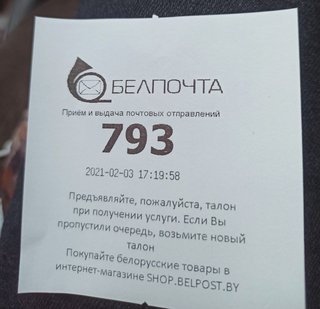 БЕЛПОЧТА
Приём и выдача почтовых отправлений
793
2021-02-03 17:19:58
Предъявляйте, пожалуйста, талон
при получении услуги. Если Вы
пропустили очередь, возьмите новый
талон
Покупайте белорусские товары в
интернет-магазине SHOP.BELPOST.BY